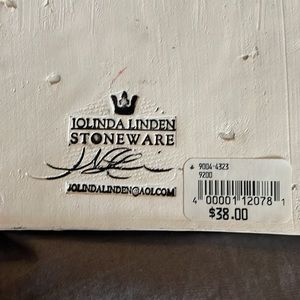 JOLINDA LINDEN
STONEWARE
JOLINDALINDEN@AOL.COM
9004-4323
9200
4 00001 12078 1
$38.00